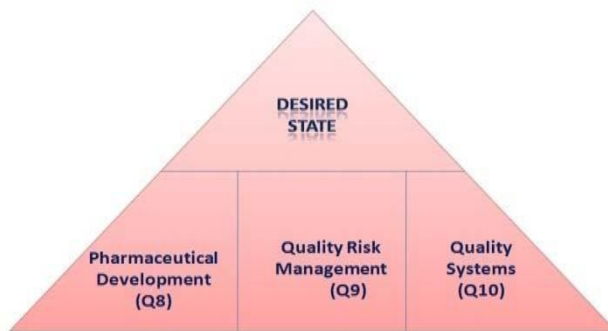 DESIRED
STATE
Pharmaceutical
Development
(Q8)
Quality Risk
Management
(Q9)
Quality
Systems
(Q10)